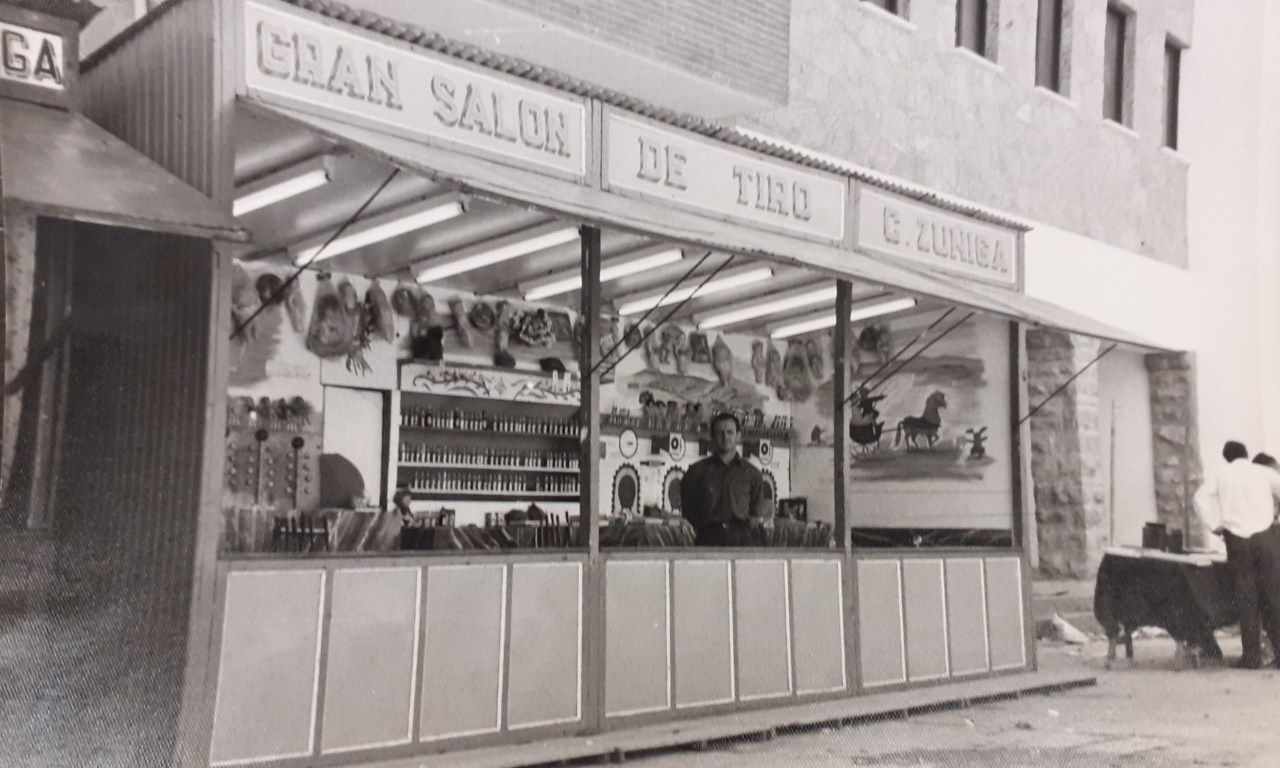 GA
GRAN SALON DE TIRO C. ZUÑIGA